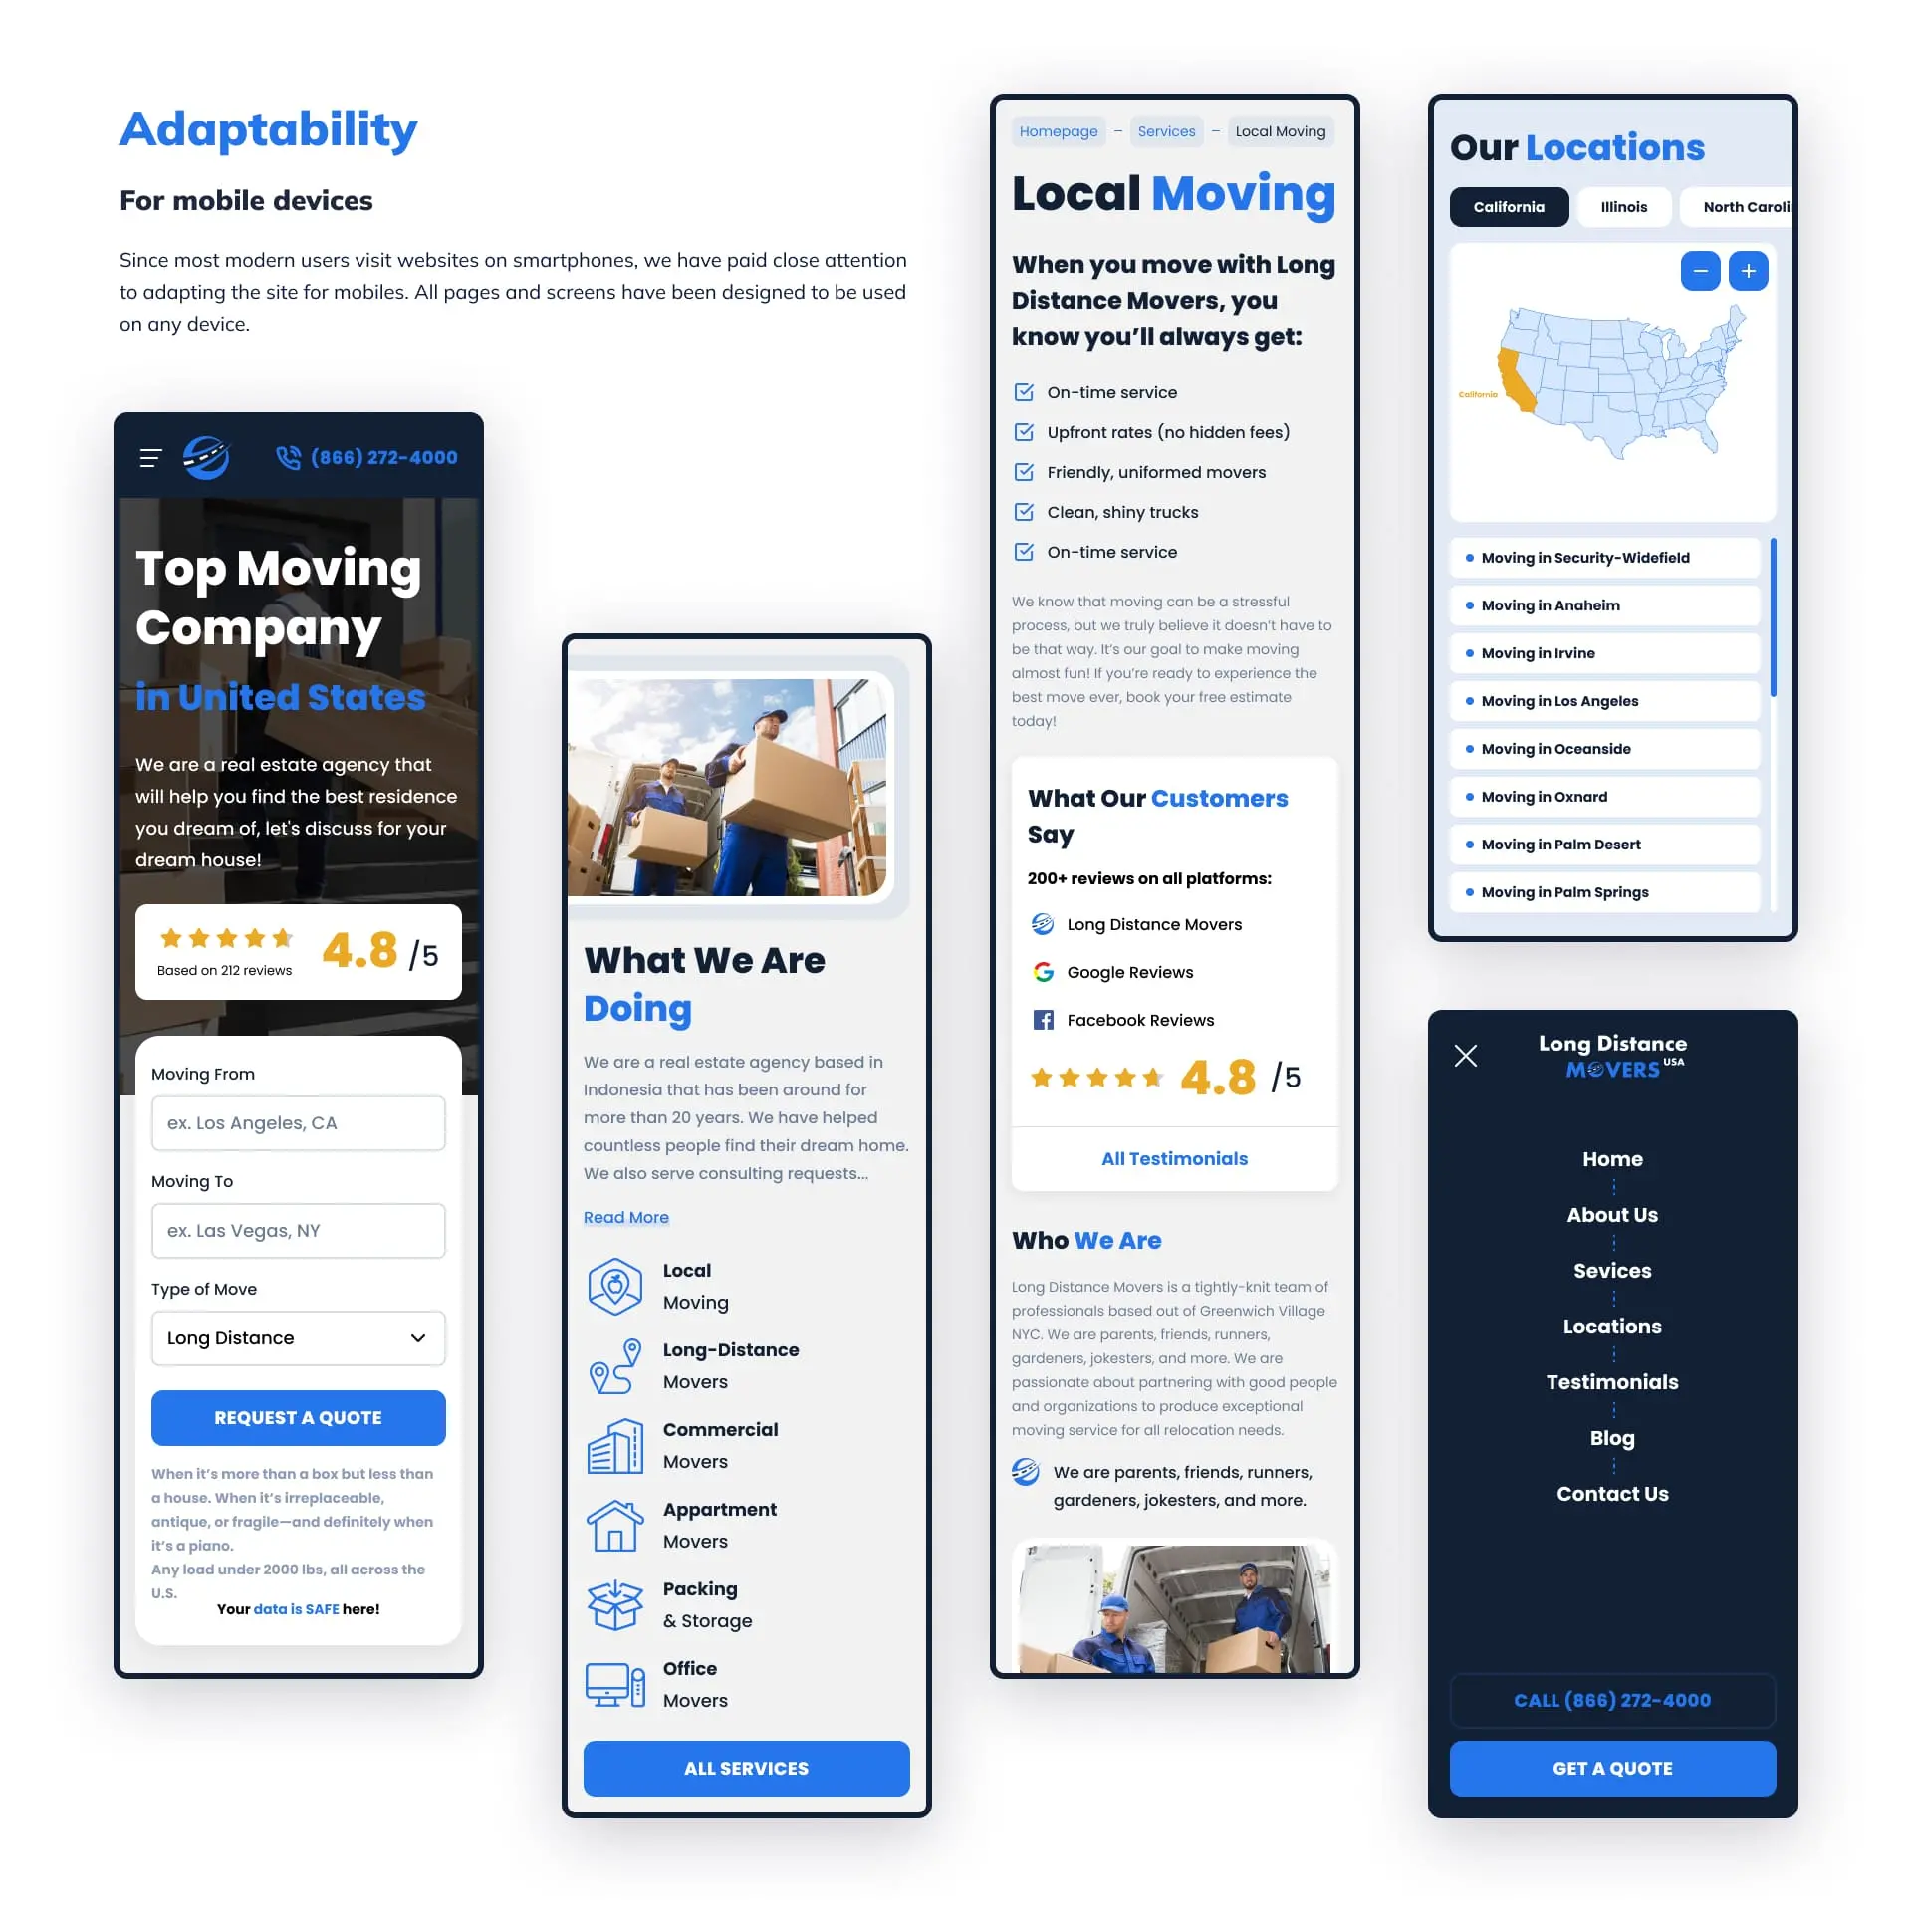 Adaptability
For mobile devices
Since most modern users visit websites on smartphones, we have paid close attention
to adapting the site for mobiles. All pages and screens have been designed to be used
on any device.
(866) 272-4000
Top Moving
Company
in United States
We are a real estate agency that
will help you find the best residence
you dream of, let's discuss for your
dream house!
4.8 /5
Based on 212 reviews
Moving From
ex. Los Angeles, CA
Moving To
ex. Las Vegas, NY
Type of Move
Long Distance
REQUEST A QUOTE
When it’s more than a box but less than
a house. When it’s irreplaceable,
antique, or fragile—and definitely when
it’s a piano.
Any load under 2000 lbs, all across the
U.S.
Your data is SAFE here!
What We Are
Doing
We are a real estate agency based in
Indonesia that has been around for
more than 20 years. We have helped
countless people find their dream home.
We also serve consulting requests...
Read More
Local
Moving
Long-Distance
Movers
Commercial
Movers
Appartment
Movers
Packing
& Storage
Office
Movers
ALL SERVICES
Homepage – Services – Local Moving
Local Moving
When you move with Long
Distance Movers, you
know you’ll always get:
On-time service
Upfront rates (no hidden fees)
Friendly, uniformed movers
Clean, shiny trucks
On-time service
We know that moving can be a stressful
process, but we truly believe it doesn’t have to
be that way. It’s our goal to make moving
almost fun! If you’re ready to experience the
best move ever, book your free estimate
today!
What Our Customers
Say
200+ reviews on all platforms:
Long Distance Movers
Google Reviews
Facebook Reviews
4.8 /5
All Testimonials
Who We Are
Long Distance Movers is a tightly-knit team of
professionals based out of Greenwich Village
NYC. We are parents, friends, runners,
gardeners, jokesters, and more. We are
passionate about partnering with good people
and organizations to produce exceptional
moving service for all relocation needs.
We are parents, friends, runners,
gardeners, jokesters, and more.
Our Locations
California Illinois North Carolin
California
Moving in Security-Widefield
Moving in Anaheim
Moving in Irvine
Moving in Los Angeles
Moving in Oceanside
Moving in Oxnard
Moving in Palm Desert
Moving in Palm Springs
Long Distance
MOVERS USA
Home
About Us
Sevices
Locations
Testimonials
Blog
Contact Us
CALL (866) 272-4000
GET A QUOTE